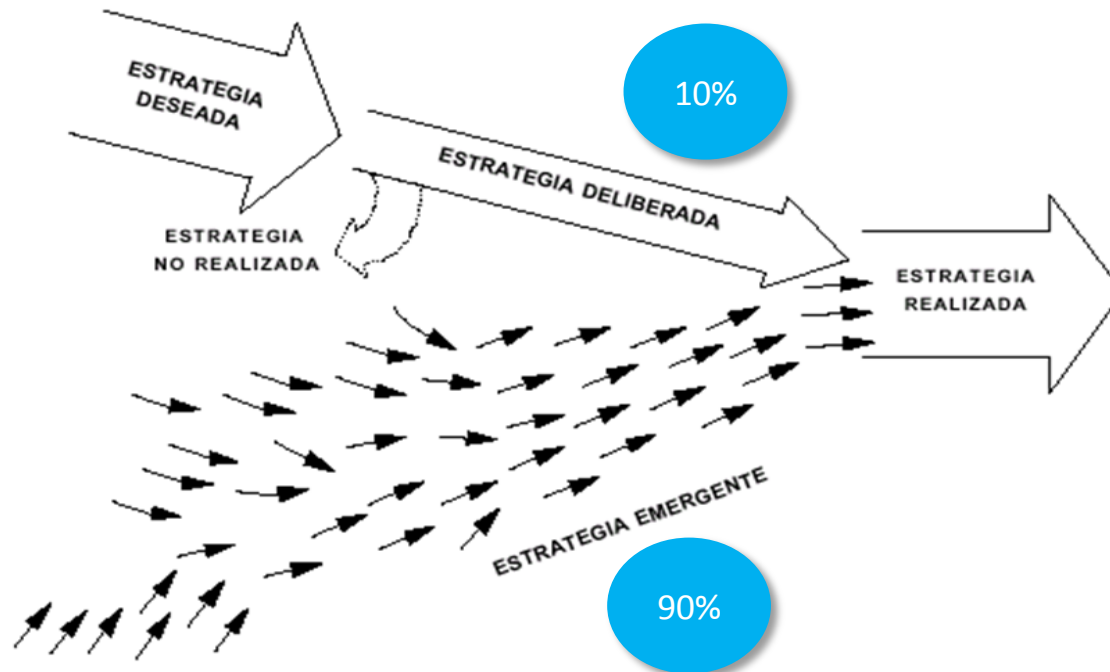 ESTRATEGIA
DESEADA
10%
ESTRATEGIA DELIBERADA
ESTRATEGIA
NO REALIZADA
ESTRATEGIA
REALIZADA
ESTRATEGIA EMERGENTE
90%